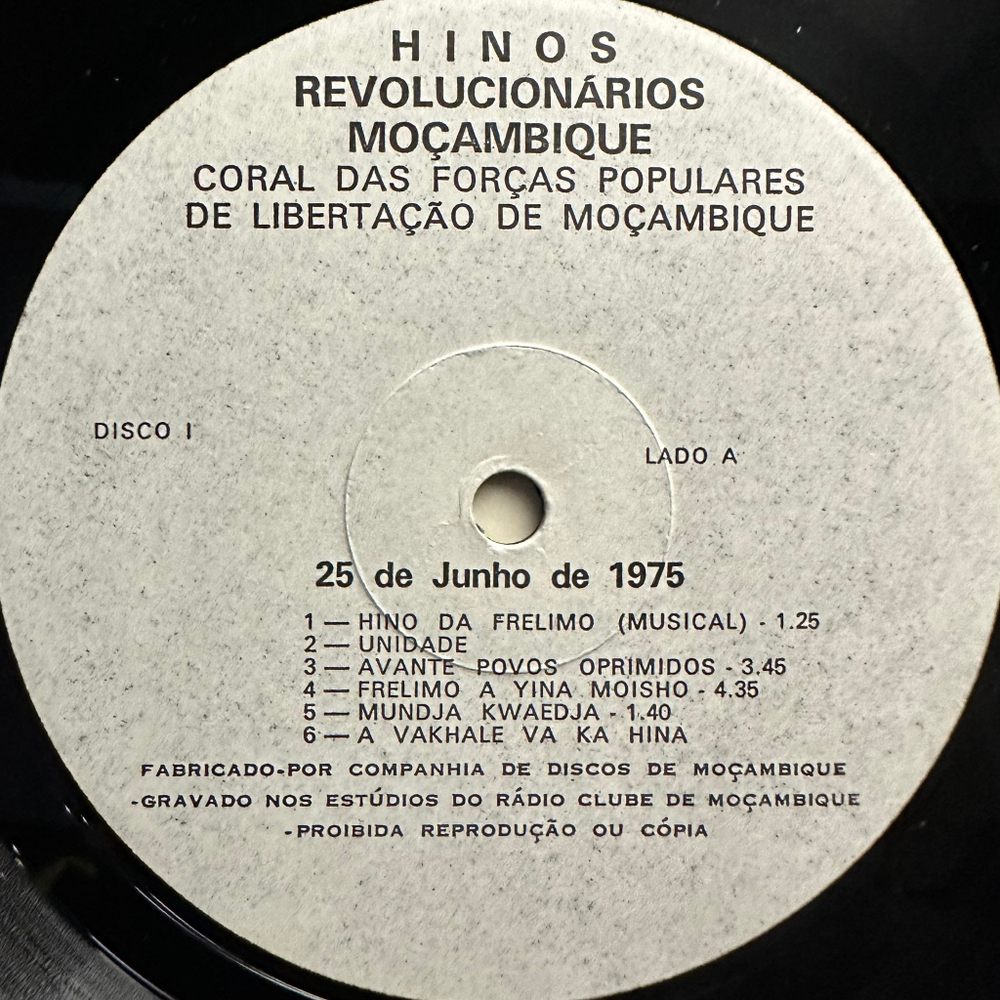 HINOS
REVOLUCIONÁRIOS
MOÇAMBIQUE
CORAL DAS FORÇAS POPULARES
DE LIBERTAÇÃO DE MOÇAMBIQUE
DISCO I
LADO A
25 de Junho de 1975
1 — HINO DA FRELIMO (MUSICAL) - 1.25
2 — UNIDADE
3 — AVANTE POVOS OPRIMIDOS - 3.45
4 — FRELIMO A YINA MOISHO - 4.35
5 — MUNDJA KWAEDJA - 1.40
6 — A VAKHALE VA KA HINA
FABRICADO-POR COMPANHIA DE DISCOS DE MOÇAMBIQUE
-GRAVADO NOS ESTÚDIOS DO RÁDIO CLUBE DE MOÇAMBIQUE
-PROIBIDA REPRODUÇÃO OU CÓPIA